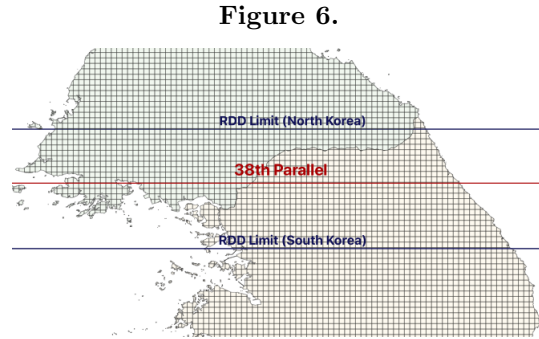 Figure 6.
RDD Limit (North Korea)
38th Parallel
RDD Limit (South Korea)